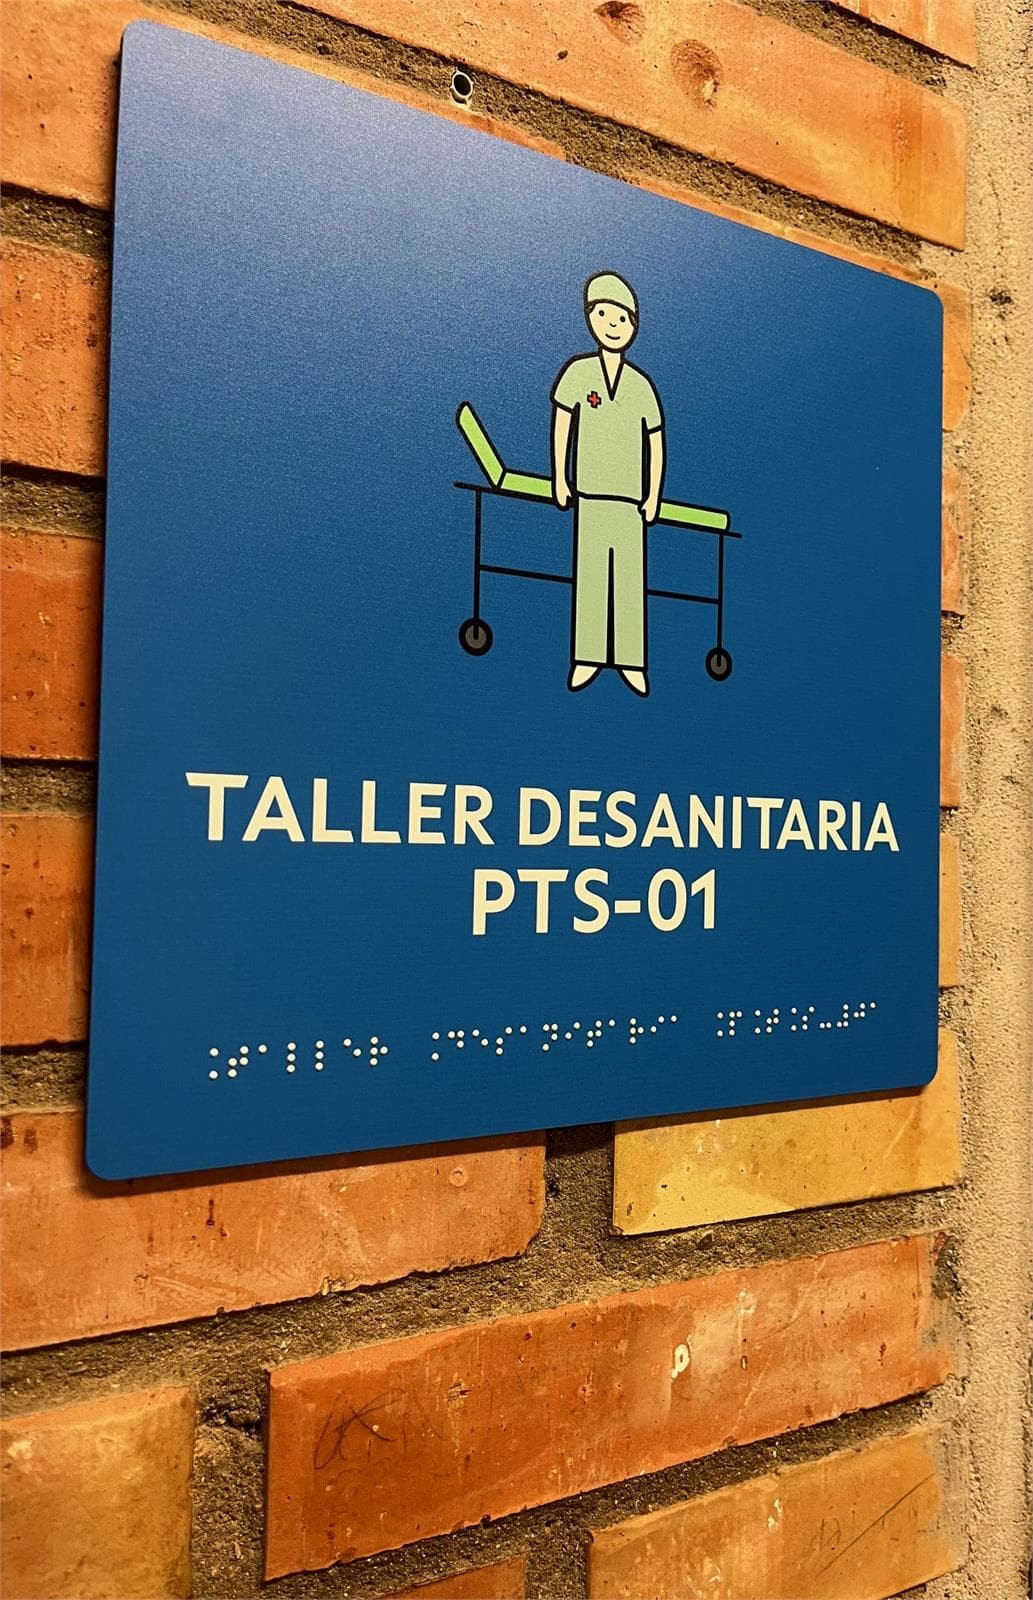 TALLER DESANITARIA
PTS-01
⠨⠞⠁⠇⠇⠑⠗ ⠨⠙⠑⠎⠁⠝⠊⠞⠁⠗⠊⠁ ⠨⠏⠨⠞⠨⠎⠤⠼⠚⠁